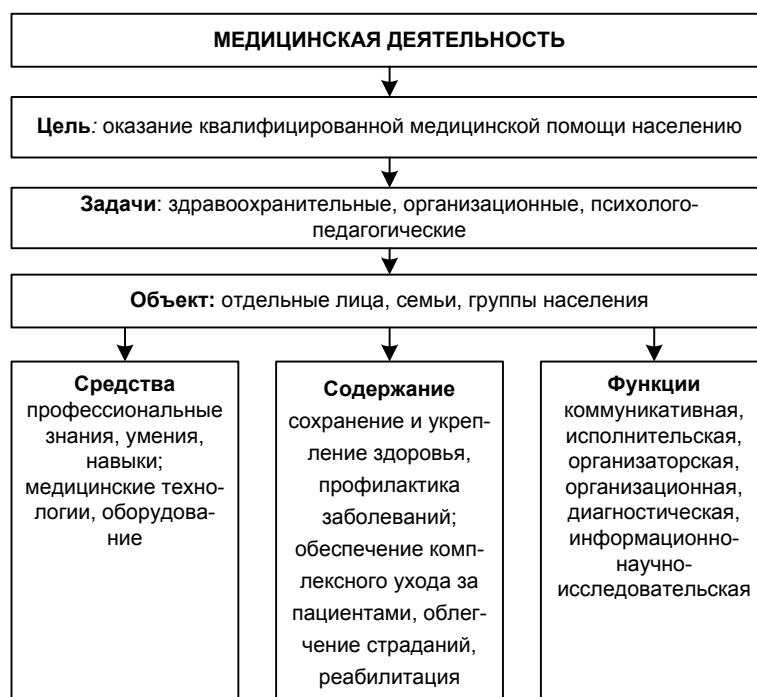 МЕДИЦИНСКАЯ ДЕЯТЕЛЬНОСТЬ
Цель: оказание квалифицированной медицинской помощи населению
Задачи: здравоохранительные, организационные, психолого-
педагогические
Объект: отдельные лица, семьи, группы населения
Средства
профессиональные
знания, умения,
навыки;
медицинские техно-
логии, оборудова-
ние
Содержание
сохранение и укреп-
ление здоровья,
профилактика
заболеваний;
обеспечение комп-
лексного ухода за
пациентами, облег-
чение страданий,
реабилитация
Функции
коммуникативная,
исполнительская,
организаторская,
организационная,
диагностическая,
информационно-
научно-
исследовательская